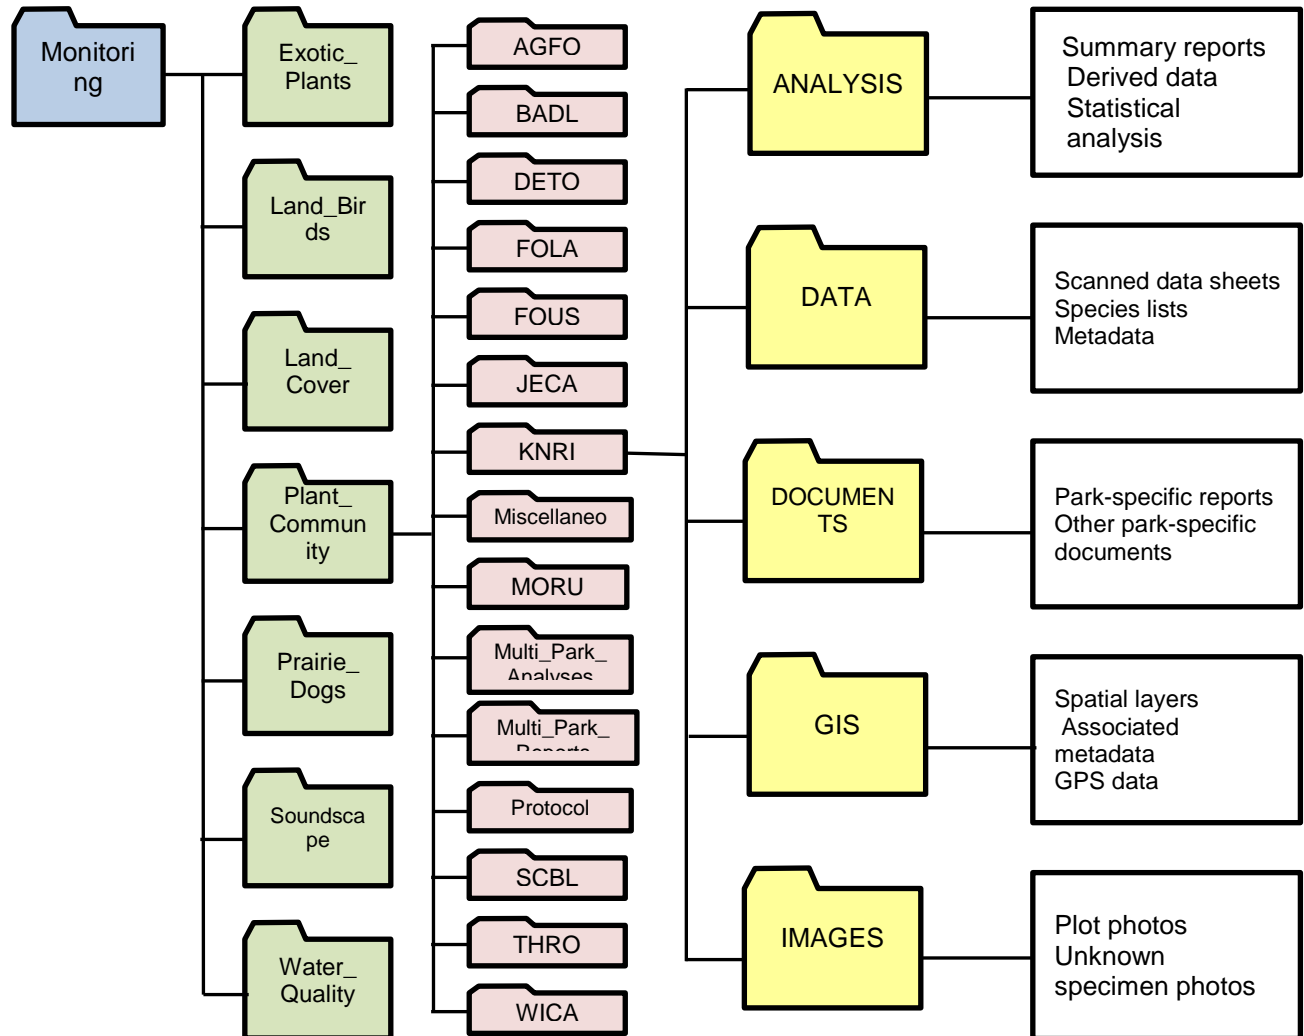 Monitori
ng
Exotic_
Plants
Land_Bir
ds
Land_
Cover
Plant_
Commun
ity
Prairie_
Dogs
Soundsca
pe
Water_
Quality
AGFO
BADL
DETO
FOLA
FOUS
JECA
KNRI
Miscellaneo
MORU
Multi_Park_
Analyses
Multi_Park_
Reports
Protocol
SCBL
THRO
WICA
ANALYSIS
DATA
DOCUMEN
TS
GIS
IMAGES
Summary reports
Derived data
Statistical
analysis
Scanned data sheets
Species lists
Metadata
Park-specific reports
Other park-specific
documents
Spatial layers
Associated
metadata
GPS data
Plot photos
Unknown
specimen photos